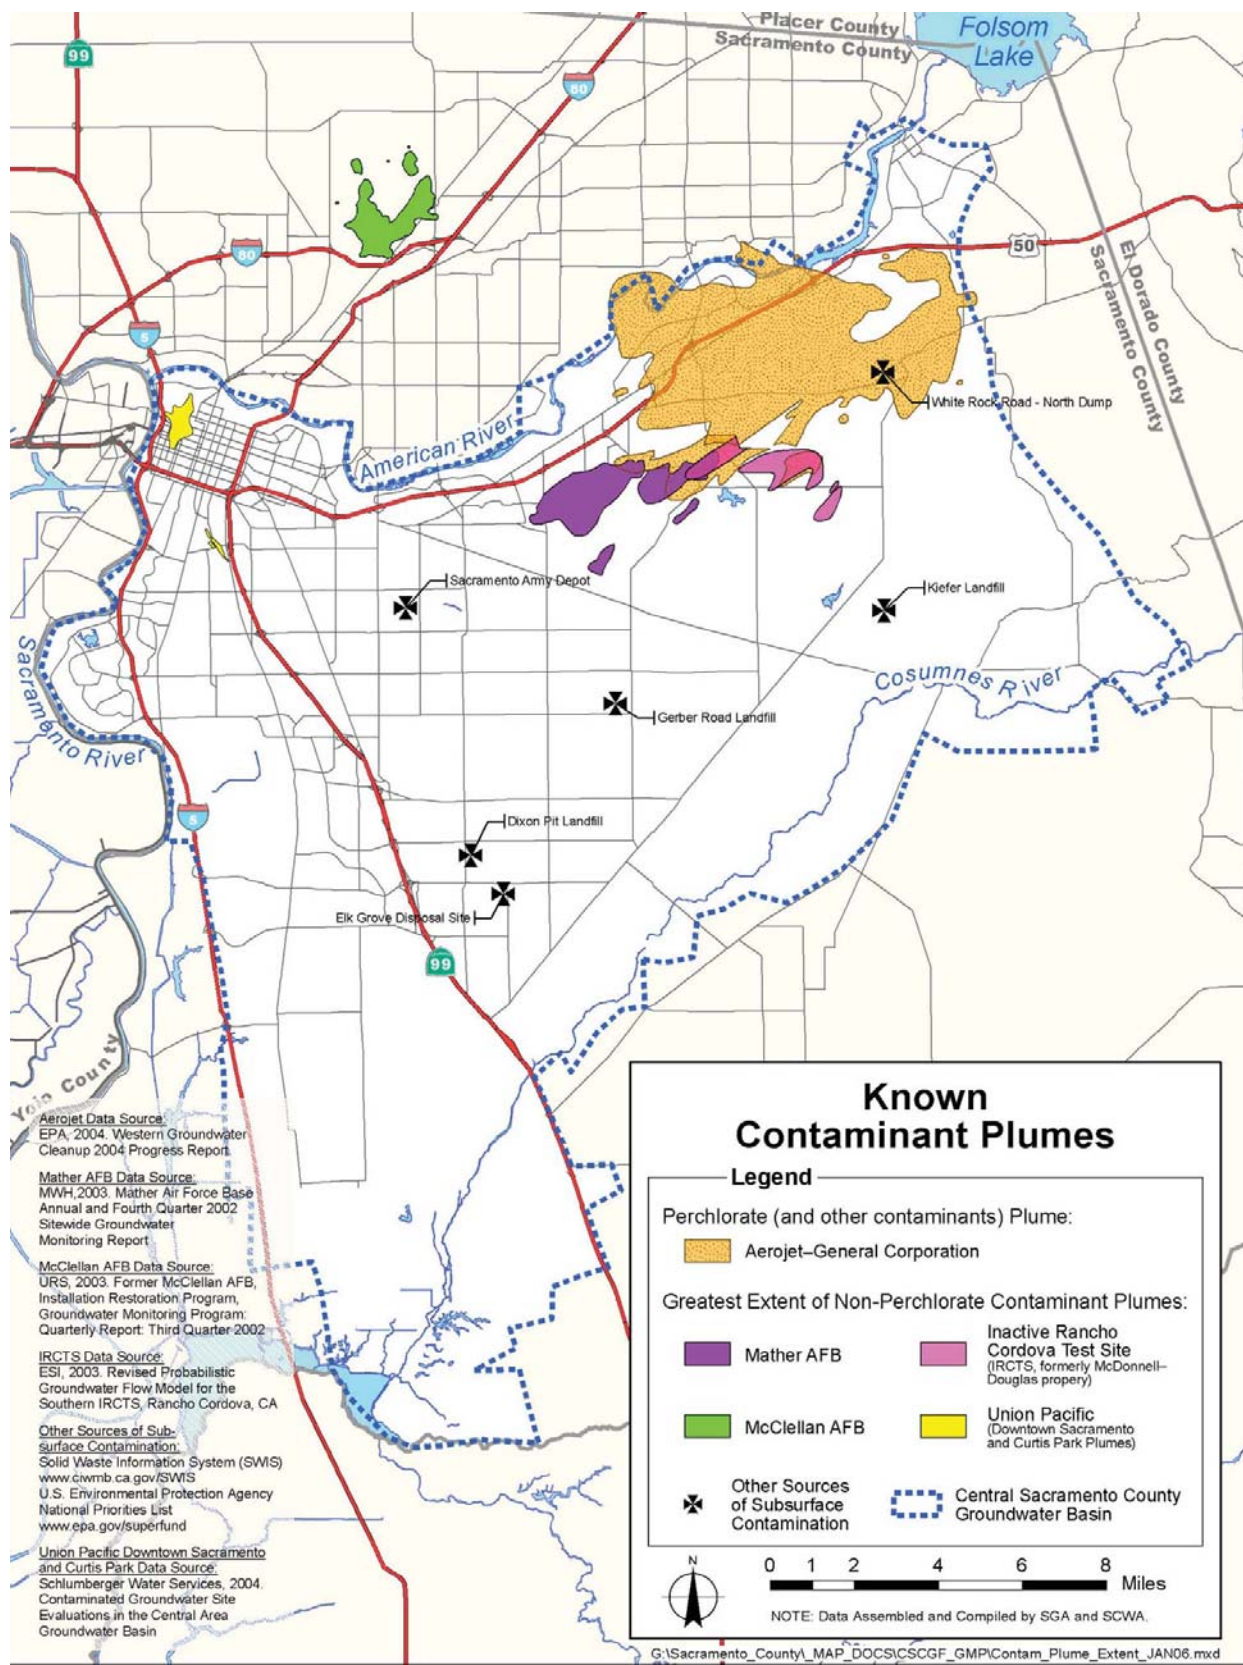 Placer County
Sacramento County
Folsom
Lake
99
80
80
50
El Dorado County
Sacramento County
5
White Rock Road - North Dump
American River
Sacramento Army Depot
Kiefer Landfill
Sacramento River
Cosumnes River
Gerber Road Landfill
5
Dixon Pit Landfill
Elk Grove Disposal Site
99
Yolo County
Aerojet Data Source:
EPA, 2004. Western Groundwater
Cleanup 2004 Progress Report
Mather AFB Data Source:
MWH,2003. Mather Air Force Base
Annual and Fourth Quarter 2002
Sitewide Groundwater
Monitoring Report
McClellan AFB Data Source:
URS, 2003. Former McClellan AFB,
Installation Restoration Program,
Groundwater Monitoring Program:
Quarterly Report: Third Quarter 2002
IRCTS Data Source:
ESI, 2003. Revised Probabilistic
Groundwater Flow Model for the
Southern IRCTS, Rancho Cordova, CA
Other Sources of Sub-
surface Contamination:
Solid Waste Information System (SWIS)
www.ciwmb.ca.gov/SWIS
U.S. Environmental Protection Agency
National Priorities List
www.epa.gov/superfund
Union Pacific Downtown Sacramento
and Curtis Park Data Source:
Schlumberger Water Services, 2004.
Contaminated Groundwater Site
Evaluations in the Central Area
Groundwater Basin
Known
Contaminant Plumes
Legend
Perchlorate (and other contaminants) Plume:
Aerojet–General Corporation
Greatest Extent of Non-Perchlorate Contaminant Plumes:
Mather AFB
Inactive Rancho
Cordova Test Site
(IRCTS, formerly McDonnell–
Douglas propery)
McClellan AFB
Union Pacific
(Downtown Sacramento
and Curtis Park Plumes)
Other Sources
of Subsurface
Contamination
Central Sacramento County
Groundwater Basin
N
0 1 2 4 6 8
Miles
NOTE: Data Assembled and Compiled by SGA and SCWA.
G:\Sacramento_County\_MAP_DOCS\CSCGF_GMP\Contam_Plume_Extent_JAN06.mxd